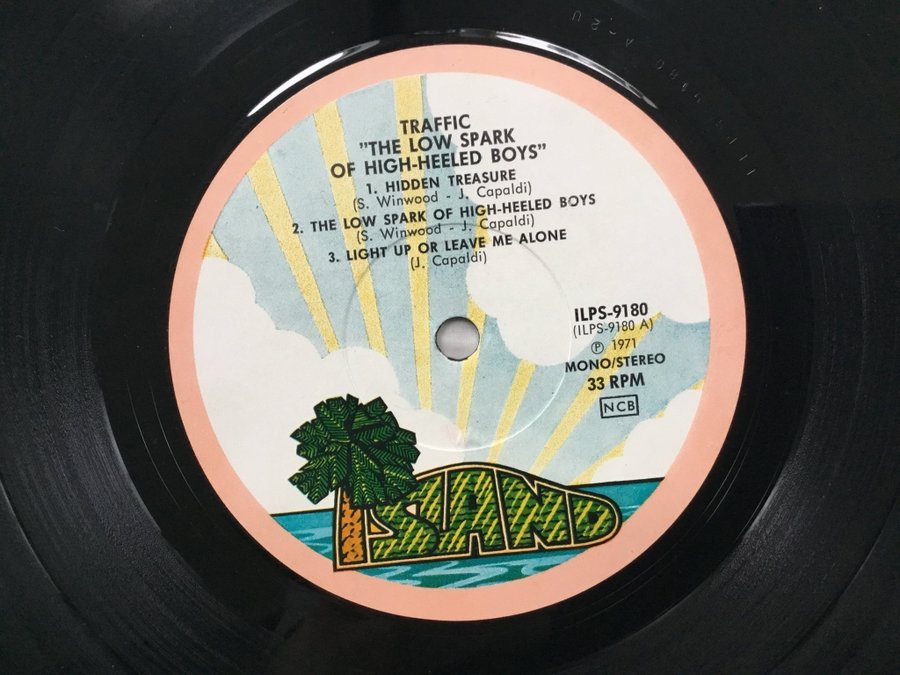 TRAFFIC
"THE LOW SPARK
OF HIGH-HEELED BOYS"
1. HIDDEN TREASURE
(S. Winwood - J. Capaldi)
2. THE LOW SPARK OF HIGH-HEELED BOYS
(S. Winwood - J. Capaldi)
3. LIGHT UP OR LEAVE ME ALONE
(J. Capaldi)
ILPS-9180
(ILPS-9180 A)
Ⓟ 1971
MONO/STEREO
33 RPM
NCB
ISLAND